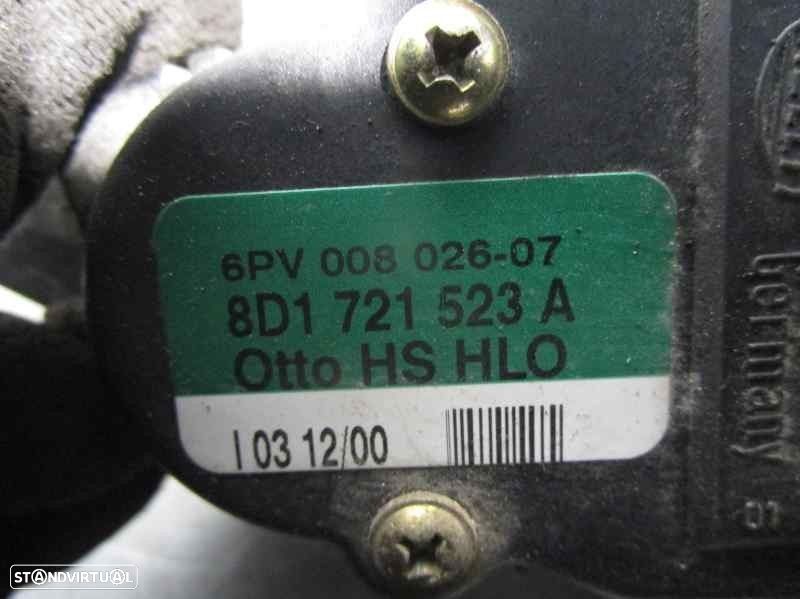 6PV 008 026-07
8D1 721 523 A
Otto HS HLO
I 03 12/00
Germany
01
STANDVIRTUAL